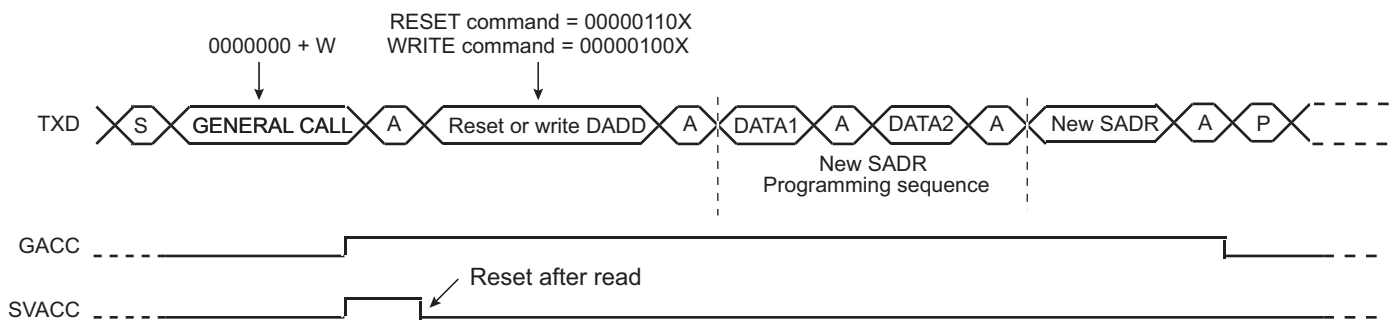 RESET command = 00000110X
0000000 + W
WRITE command = 00000100X
TXD
S
GENERAL CALL
A
Reset or write DADD
A
DATA1
A
DATA2
A
New SADR
A
P
New SADR
Programming sequence
GACC
Reset after read
SVACC